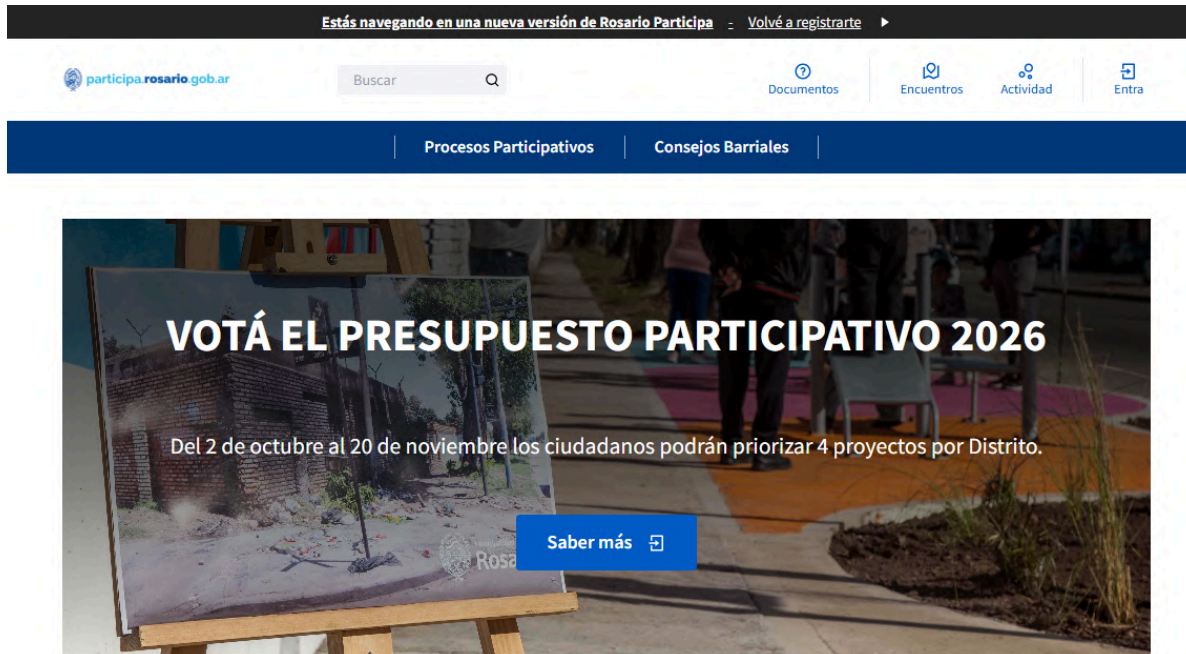 Estás navegando en una nueva versión de Rosario Participa - Volvé a registrarte
participa.rosario.gob.ar
Buscar
Documentos
Encuentros
Actividad
Entra
Procesos Participativos
Consejos Barriales
VOTÁ EL PRESUPUESTO PARTICIPATIVO 2026
Del 2 de octubre al 20 de noviembre los ciudadanos podrán priorizar 4 proyectos por Distrito.
Saber más